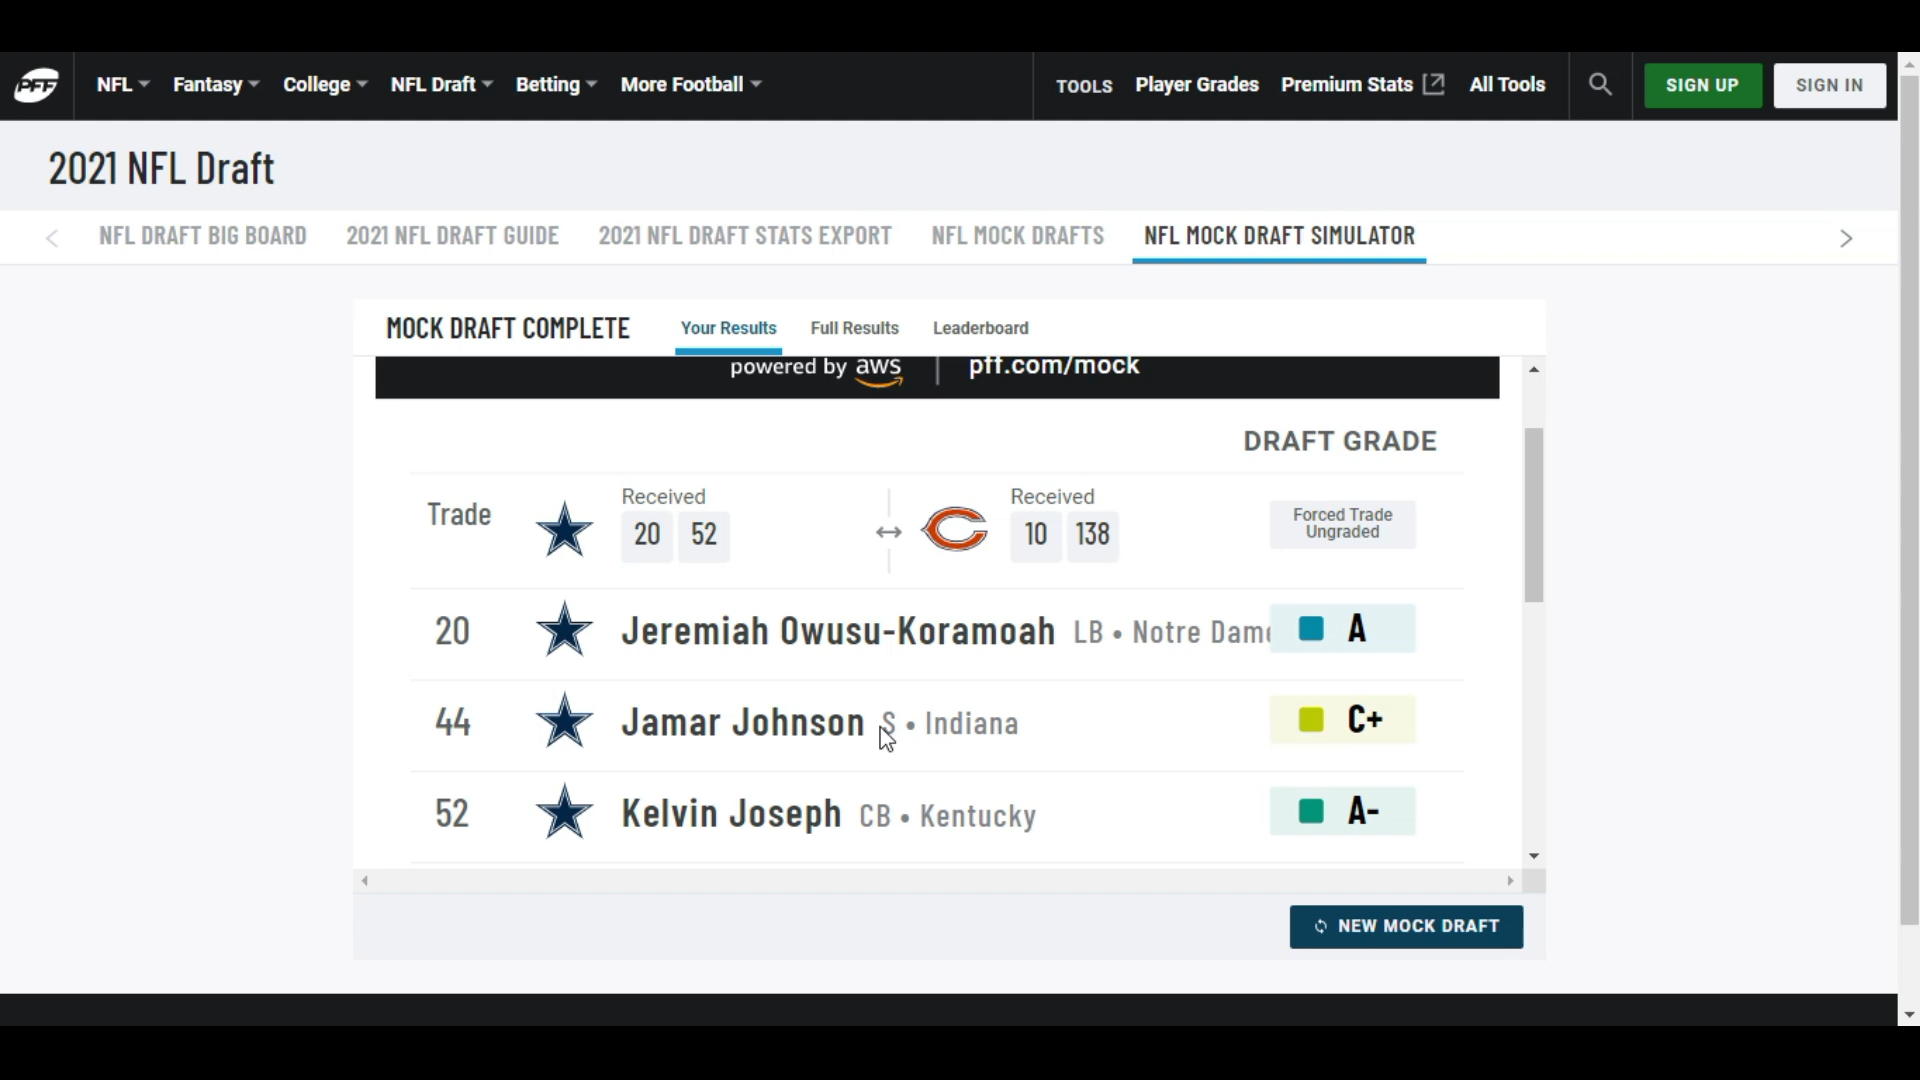 PFF NFL Fantasy College NFL Draft Betting More Football TOOLS Player Grades Premium Stats All Tools SIGN UP SIGN IN
2021 NFL Draft
NFL DRAFT BIG BOARD 2021 NFL DRAFT GUIDE 2021 NFL DRAFT STATS EXPORT NFL MOCK DRAFTS NFL MOCK DRAFT SIMULATOR
MOCK DRAFT COMPLETE Your Results Full Results Leaderboard
powered by aws | pff.com/mock
DRAFT GRADE
Trade Received 20 52 Received 10 138 Forced Trade
Ungraded
20 Jeremiah Owusu-Koramoah LB • Notre Dame A
44 Jamar Johnson S • Indiana C+
52 Kelvin Joseph CB • Kentucky A-
NEW MOCK DRAFT